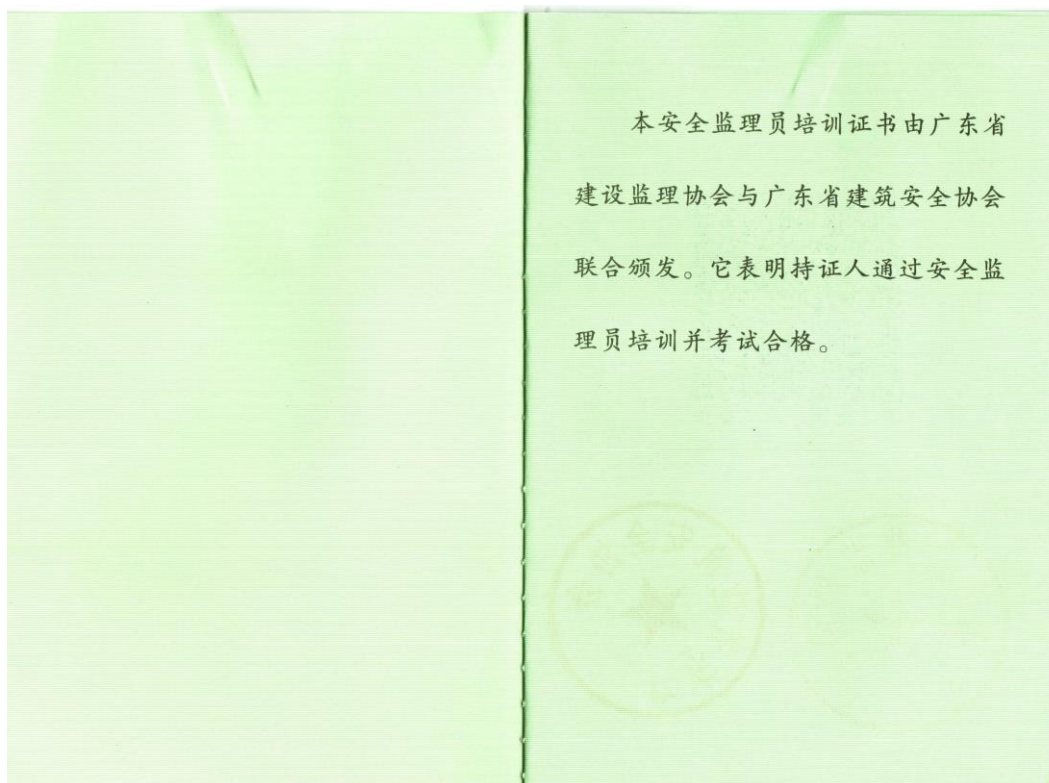 本安全监理员培训证书由广东省
建设监理协会与广东省建筑安全协会
联合颁发。它表明持证人通过安全监
理员培训并考试合格。